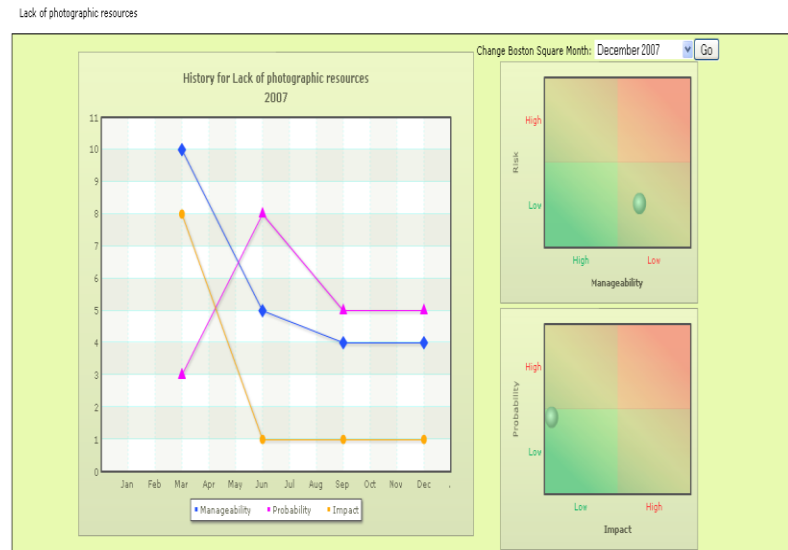 Lack of photographic resources
Change Boston Square Month: December 2007 Go
History for Lack of photographic resources
2007
11
10
9
8
7
6
5
4
3
2
1
0
Jan Feb Mar Apr May Jun Jul Aug Sep Oct Nov Dec .
Manageability Probability Impact
Risk
High
Low
High Low
Manageability
Probability
High
Low
Low High
Impact